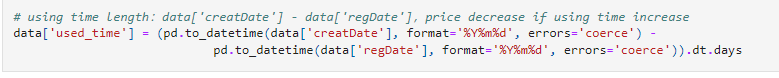 # using time length: data['creatDate'] - data['regDate'], price decrease if using time increase
data['used_time'] = (pd.to_datetime(data['creatDate'], format='%Y%m%d', errors='coerce') -
pd.to_datetime(data['regDate'], format='%Y%m%d', errors='coerce')).dt.days